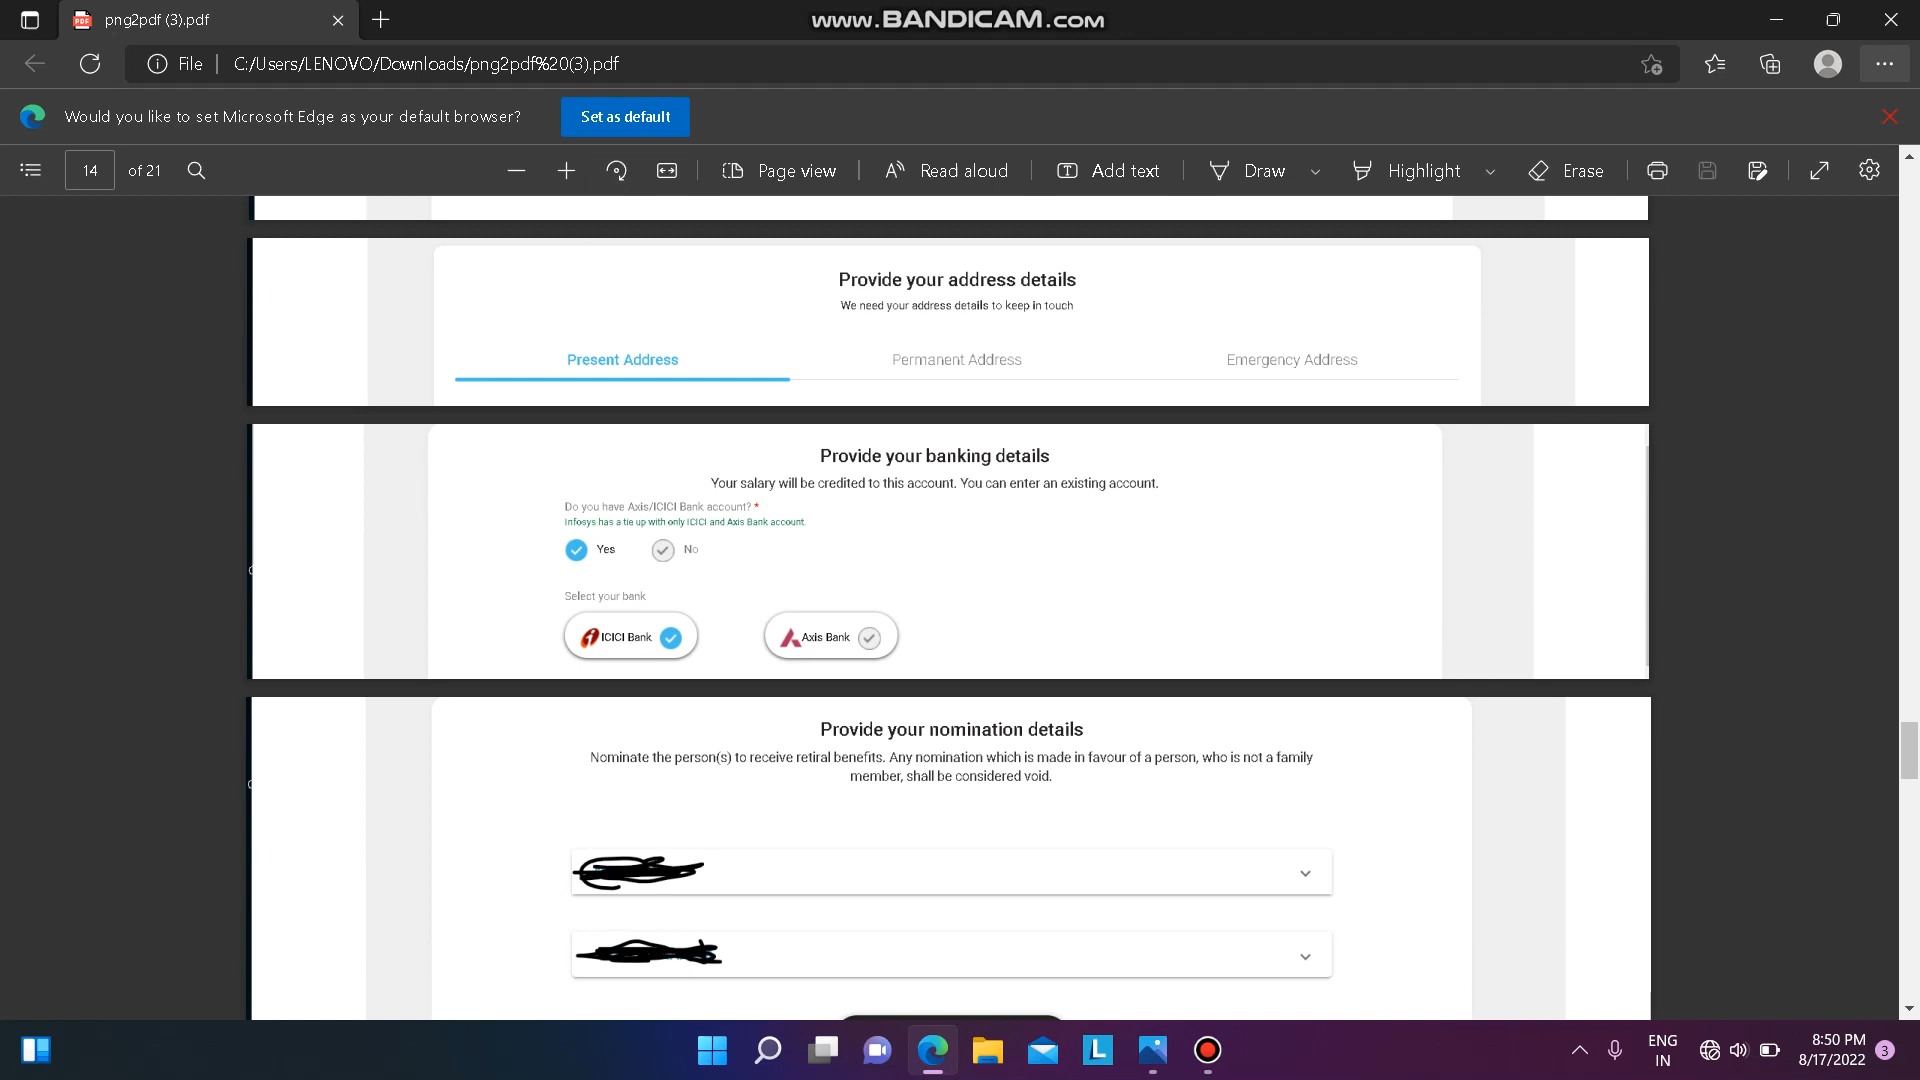 png2pdf (3).pdf
www.BANDICAM.COM
File
C:/Users/LENOVO/Downloads/png2pdf%20(3).pdf
Would you like to set Microsoft Edge as your default browser?
Set as default
14 of 21
Page view
Read aloud
Add text
Draw
Highlight
Erase
Provide your address details
We need your address details to keep in touch
Present Address
Permanent Address
Emergency Address
Provide your banking details
Your salary will be credited to this account. You can enter an existing account.
Do you have Axis/ICICI Bank account? *
Infosys has a tie up with only ICICI and Axis Bank account.
Yes
No
Select your bank
ICICI Bank
Axis Bank
Provide your nomination details
Nominate the person(s) to receive retiral benefits. Any nomination which is made in favour of a person, who is not a family
member, shall be considered void.
ENG
IN
8:50 PM
8/17/2022
3